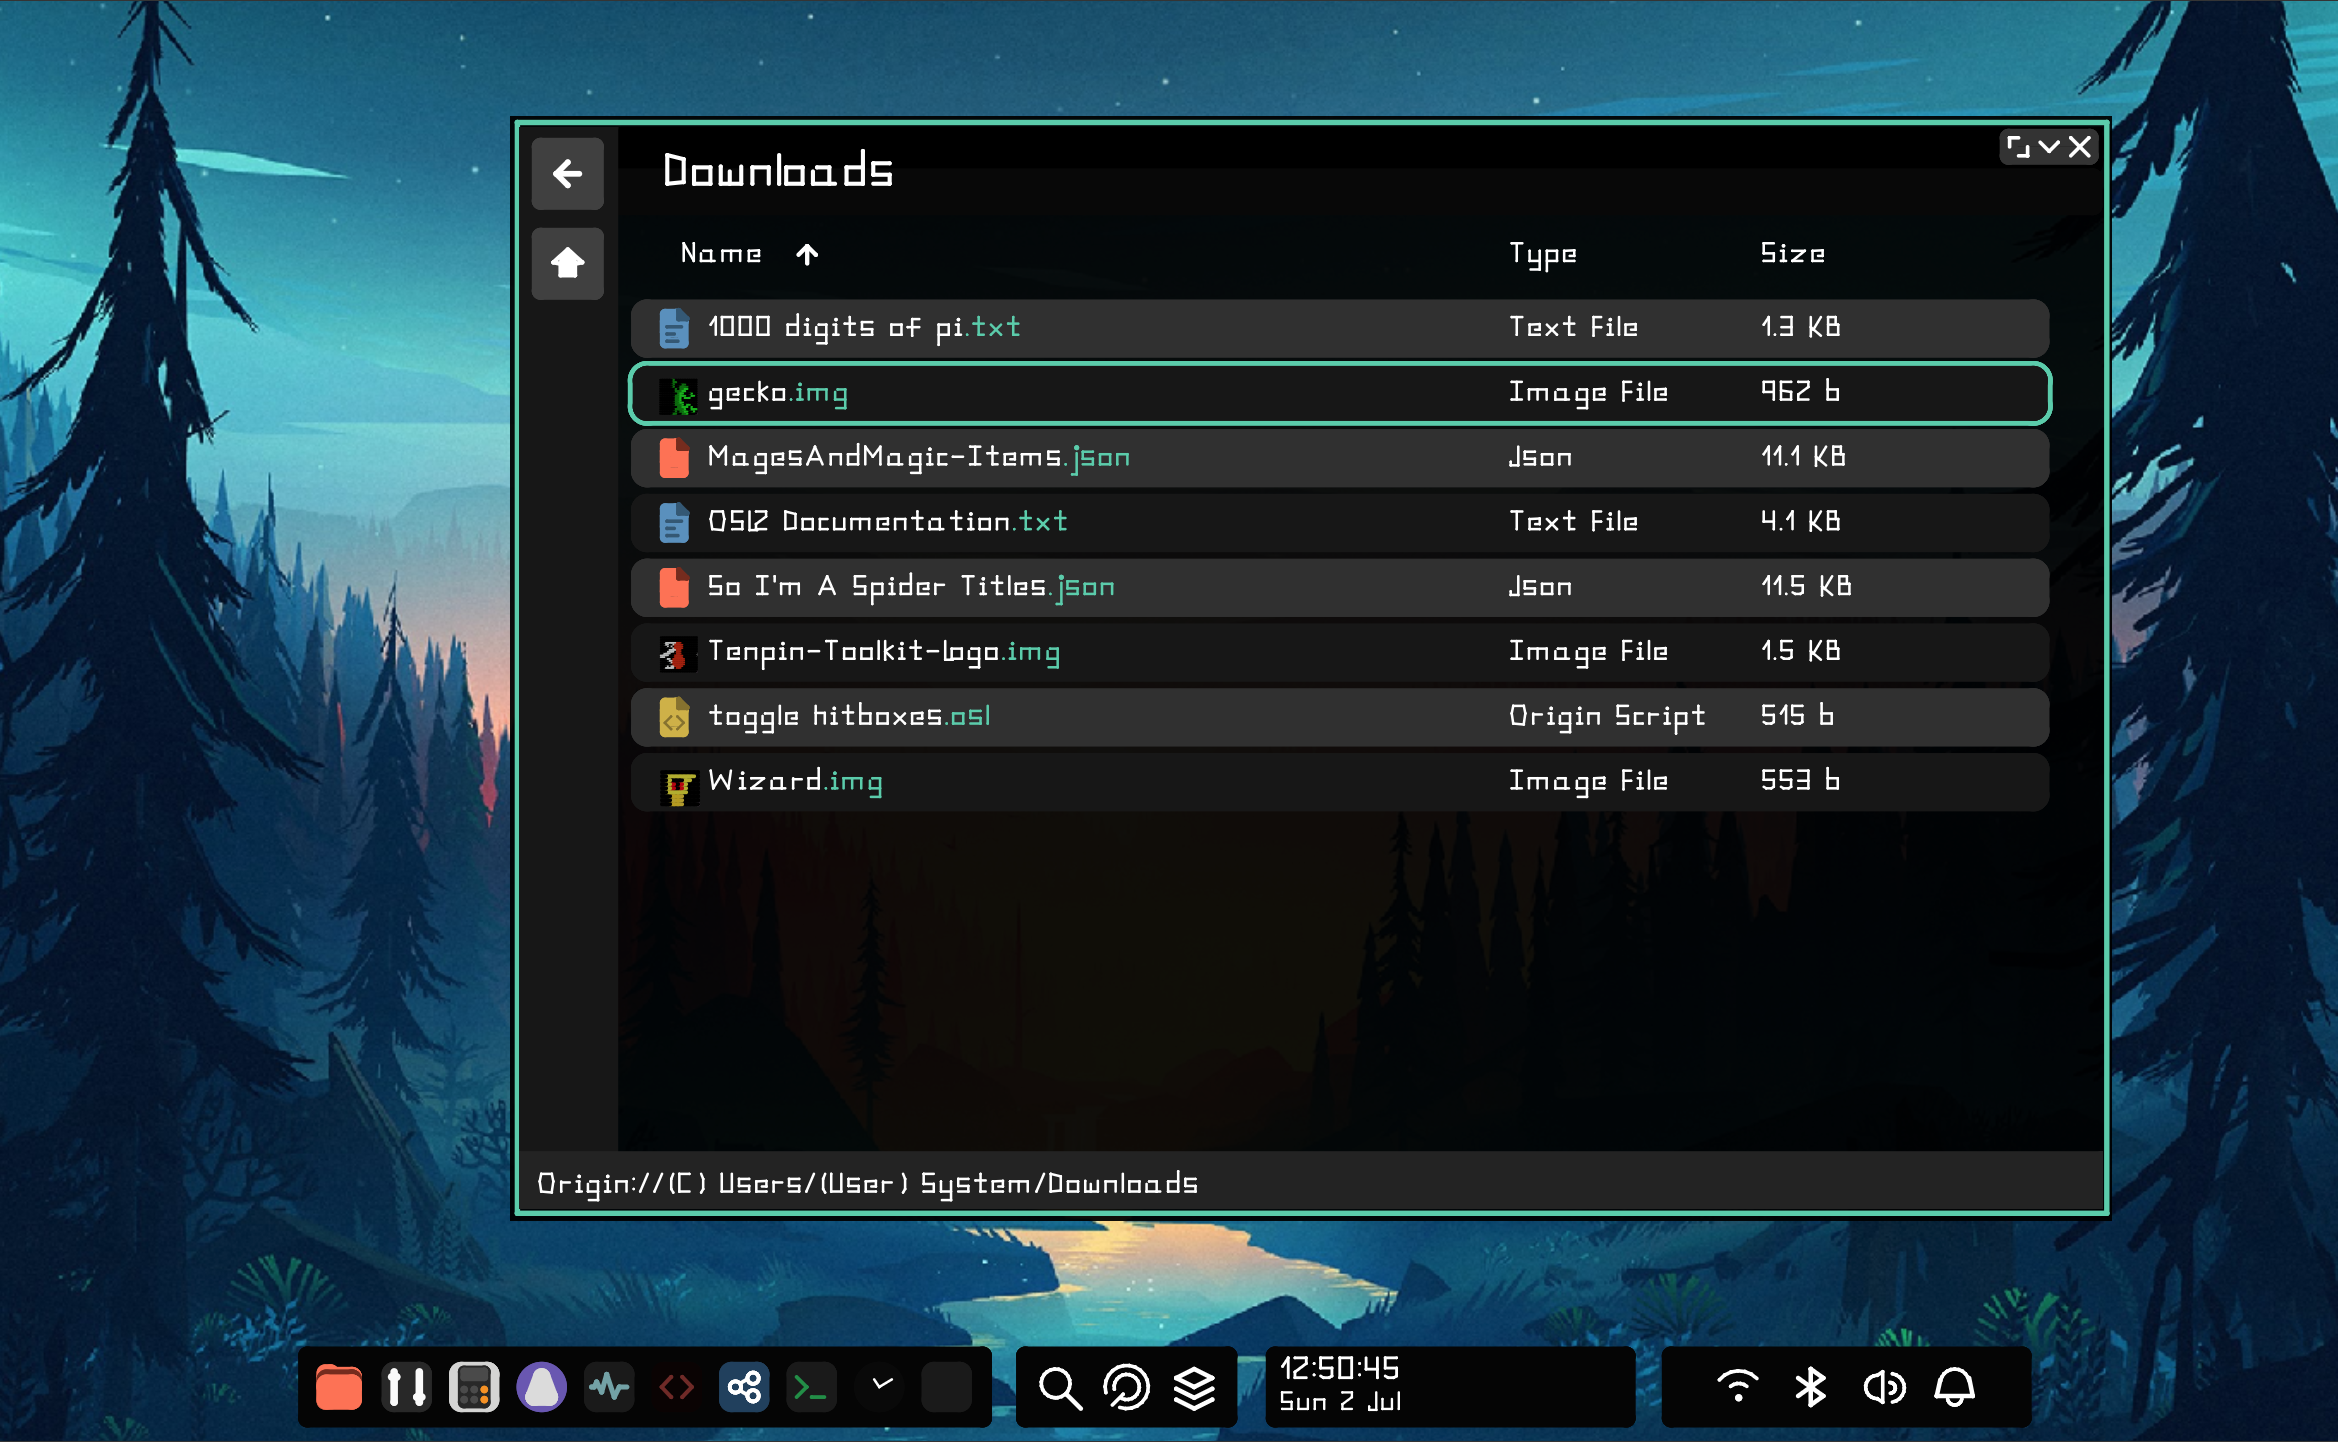 Downloads
Name Type Size
1000 digits of pi.txt Text File 1.3 KB
gecko.img Image File 962 b
MagesAndMagic-Items.json Json 11.1 KB
OSL2 Documentation.txt Text File 4.1 KB
So I'm A Spider Titles.json Json 11.5 KB
Tenpin-Toolkit-Logo.img Image File 1.5 KB
toggle hitboxes.osl Origin Script 515 b
Wizard.img Image File 553 b
Origin://(C) Users/(User) System/Downloads
12:50:45
Sun 2 Jul